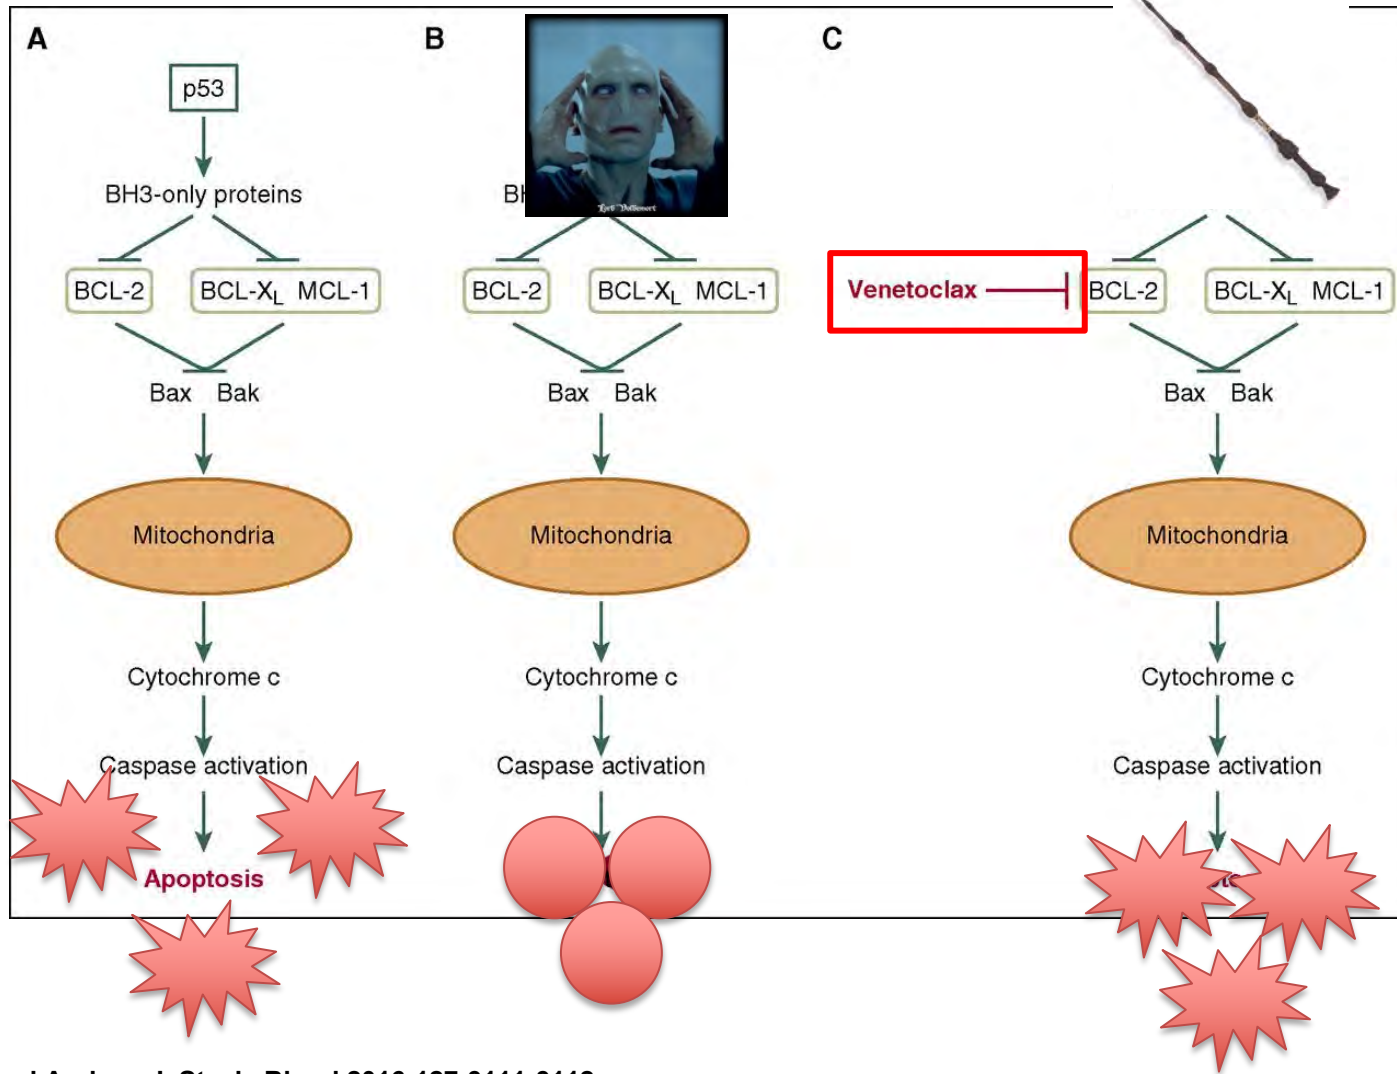 A
p53
BH3-only proteins
BCL-2
BCL-XL MCL-1
Bax Bak
Mitochondria
Cytochrome c
Caspase activation
Apoptosis
B
Lord Voldemort
BCL-2
BCL-XL MCL-1
Bax Bak
Mitochondria
Cytochrome c
Caspase activation
C
Venetoclax
BCL-2
BCL-XL MCL-1
Bax Bak
Mitochondria
Cytochrome c
Caspase activation